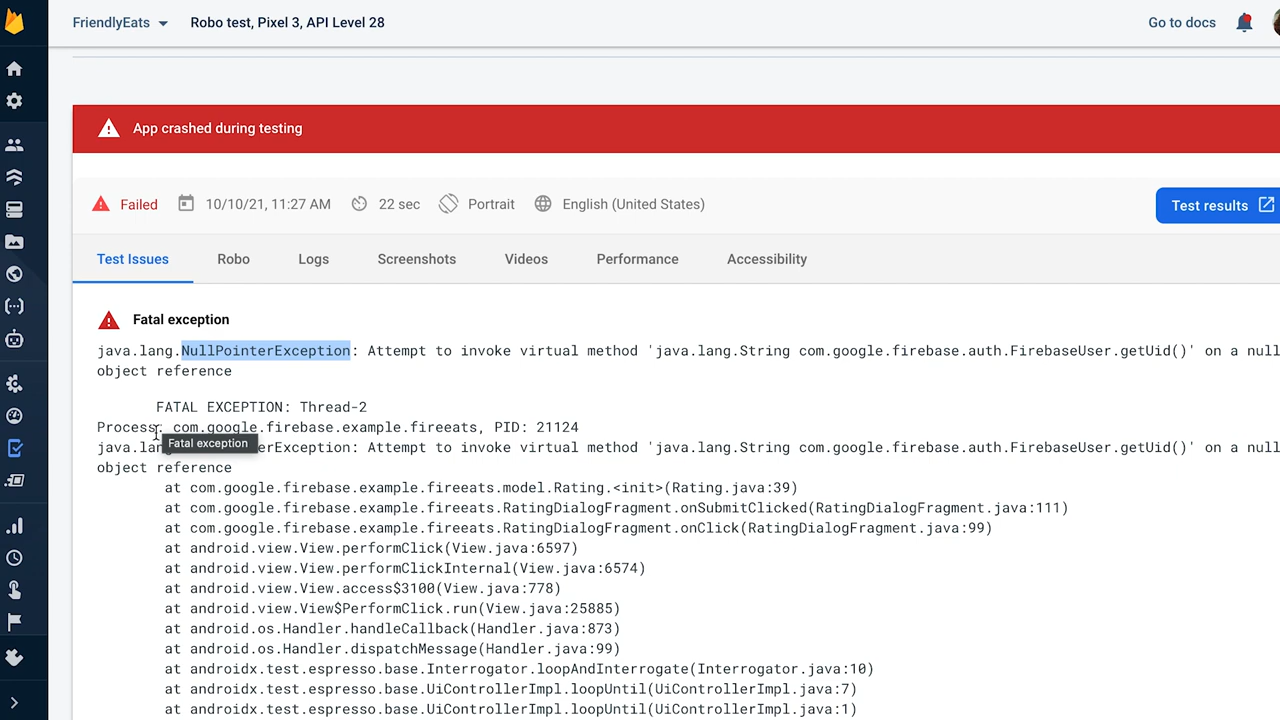 FriendlyEats
Robo test, Pixel 3, API Level 28
Go to docs
App crashed during testing
Failed
10/10/21, 11:27 AM
22 sec
Portrait
English (United States)
Test results
Test Issues
Robo
Logs
Screenshots
Videos
Performance
Accessibility
Fatal exception
java.lang.NullPointerException: Attempt to invoke virtual method 'java.lang.String com.google.firebase.auth.FirebaseUser.getUid()' on a null
object reference
FATAL EXCEPTION: Thread-2
Process: com.google.firebase.example.fireeats, PID: 21124
Fatal exception
java.lang erException: Attempt to invoke virtual method 'java.lang.String com.google.firebase.auth.FirebaseUser.getUid()' on a null
object reference
at com.google.firebase.example.fireeats.model.Rating.<init>(Rating.java:39)
at com.google.firebase.example.fireeats.RatingDialogFragment.onSubmitClicked(RatingDialogFragment.java:111)
at com.google.firebase.example.fireeats.RatingDialogFragment.onClick(RatingDialogFragment.java:99)
at android.view.View.performClick(View.java:6597)
at android.view.View.performClickInternal(View.java:6574)
at android.view.View.access$3100(View.java:778)
at android.view.View$PerformClick.run(View.java:25885)
at android.os.Handler.handleCallback(Handler.java:873)
at android.os.Handler.dispatchMessage(Handler.java:99)
at androidx.test.espresso.base.Interrogator.loopAndInterrogate(Interrogator.java:10)
at androidx.test.espresso.base.UiControllerImpl.loopUntil(UiControllerImpl.java:7)
at androidx.test.espresso.base.UiControllerImpl.loopUntil(UiControllerImpl.java:1)